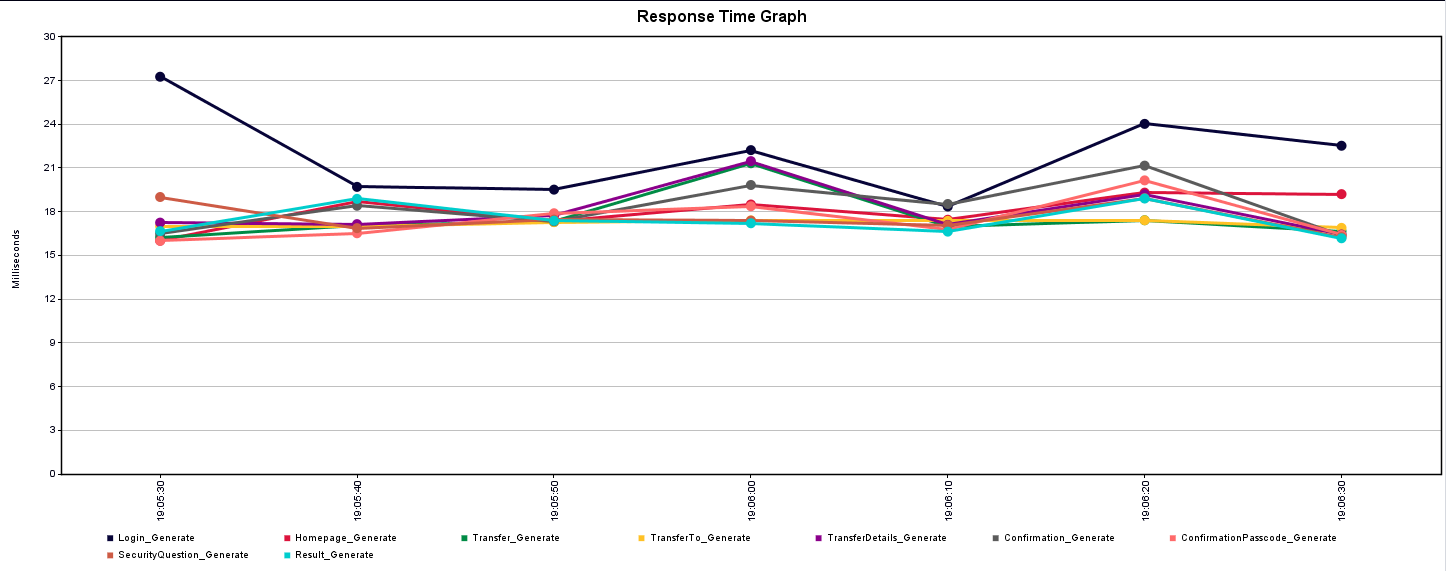 Response Time Graph
30
27
24
21
18
15
12
9
6
3
0
Milliseconds
19:05:30 19:05:40 19:05:50 19:06:00 19:06:10 19:06:20 19:06:30
Login_Generate Homepage_Generate Transfer_Generate TransferTo_Generate TransferDetails_Generate Confirmation_Generate ConfirmationPasscode_Generate
SecurityQuestion_Generate Result_Generate